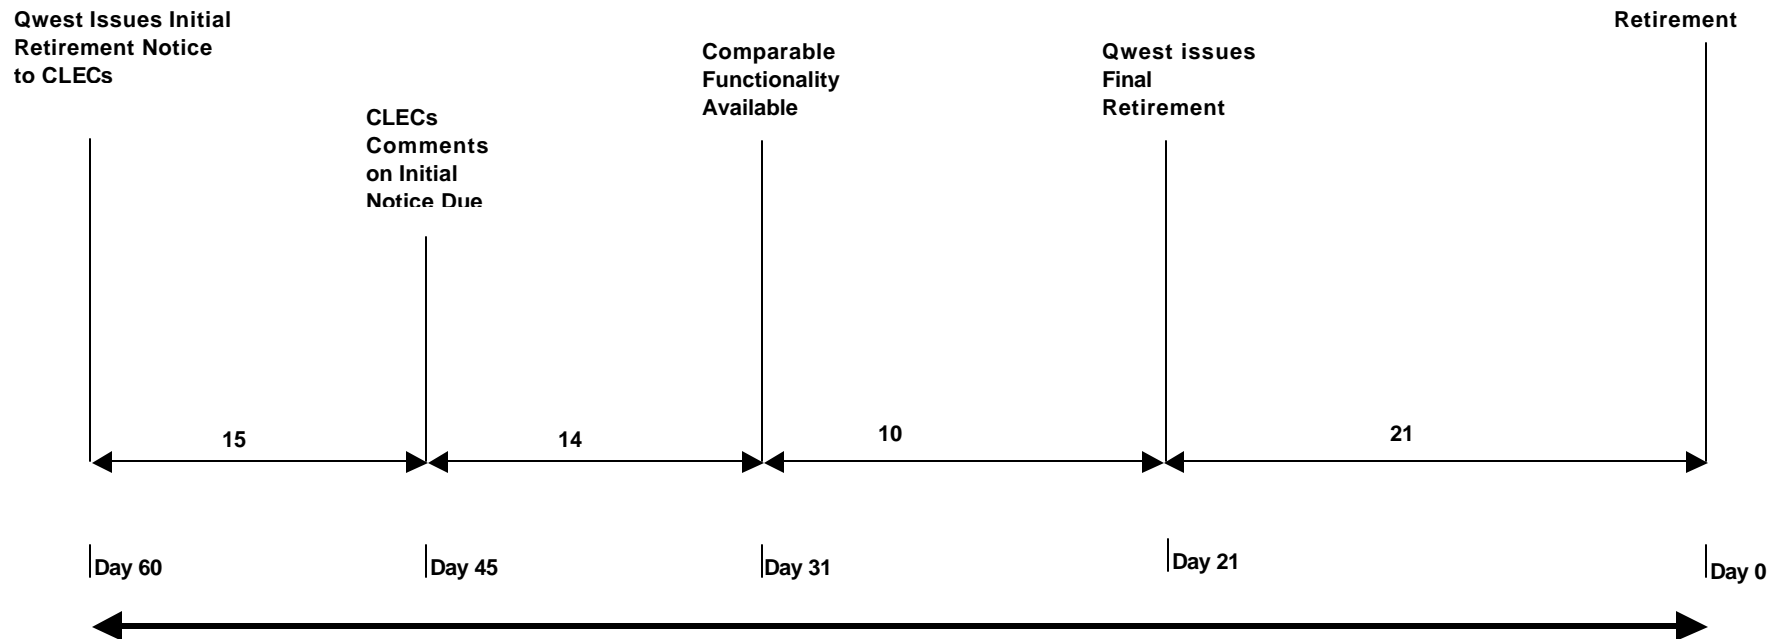 Qwest Issues Initial
Retirement Notice
to CLECs
CLECs
Comments
on Initial
Notice Due
Comparable
Functionality
Available
Qwest issues
Final
Retirement
Retirement
15
14
10
21
Day 60
Day 45
Day 31
Day 21
Day 0